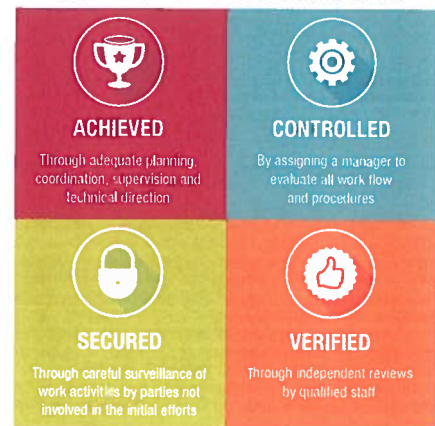 ACHIEVED
Through adequate planning,
coordination, supervision and
technical direction
CONTROLLED
By assigning a manager to
evaluate all work flow
and procedures
SECURED
Through careful surveillance of
work activities by parties not
involved in the initial efforts
VERIFIED
Through independent reviews
by qualified staff